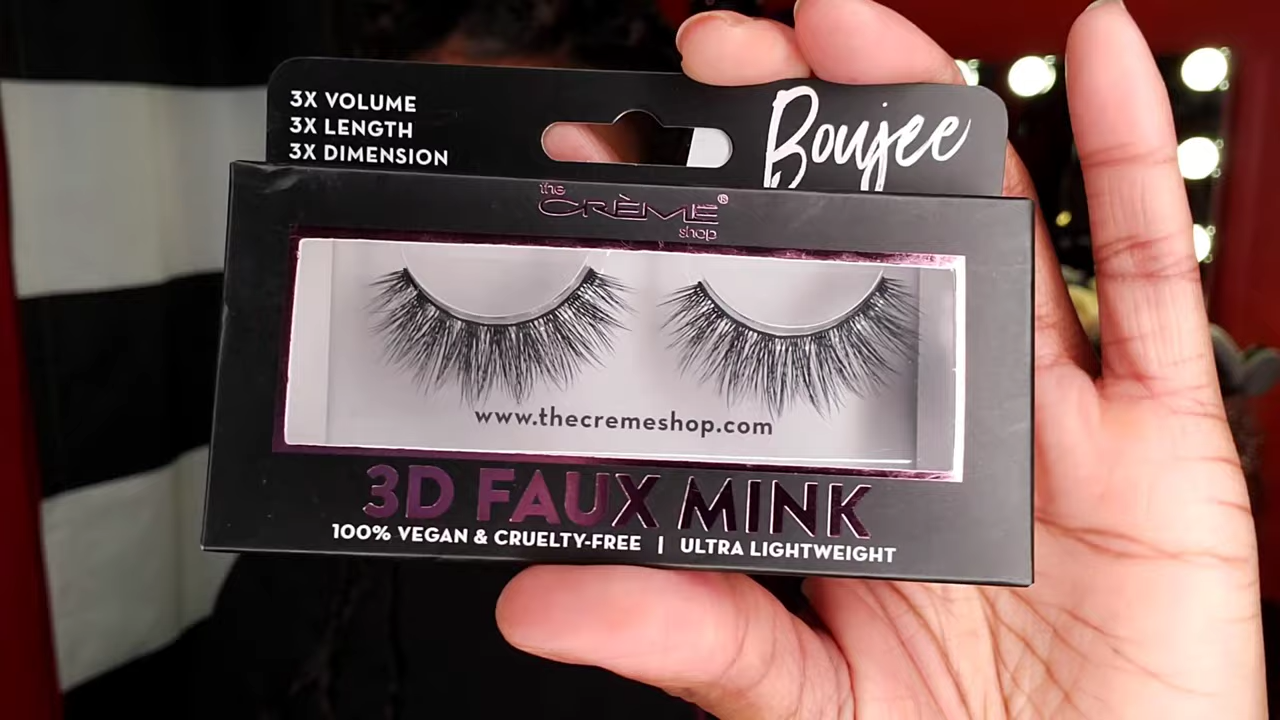 3X VOLUME
3X LENGTH
3X DIMENSION
Boujee
the
CRÈME®
shop
www.thecremeshop.com
3D FAUX MINK
100% VEGAN & CRUELTY-FREE | ULTRA LIGHTWEIGHT